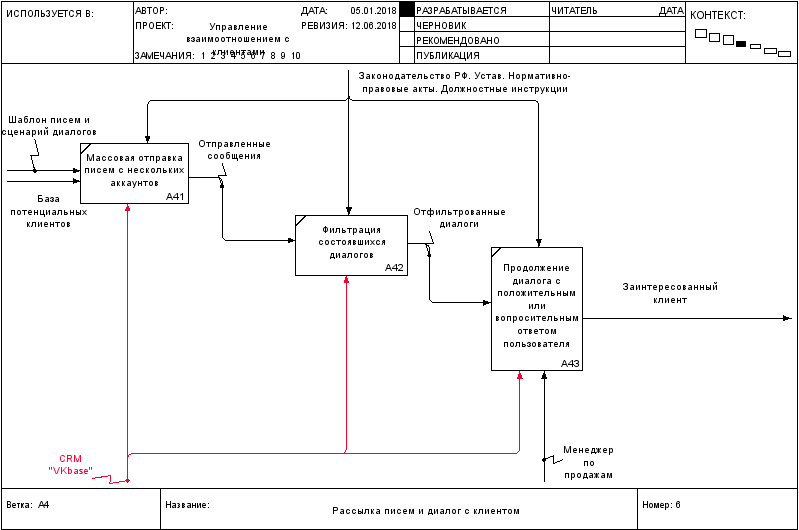 ИСПОЛЬЗУЕТСЯ В:
АВТОР:
ДАТА: 05.01.2018
ПРОЕКТ: Управление взаимоотношением с клиентами
РЕВИЗИЯ: 12.06.2018
ЗАМЕЧАНИЯ: 1 2 3 4 5 6 7 8 9 10
РАЗРАБАТЫВАЕТСЯ
ЧЕРНОВИК
РЕКОМЕНДОВАНО
ПУБЛИКАЦИЯ
ЧИТАТЕЛЬ ДАТА
КОНТЕКСТ:
Законодательство РФ. Устав. Нормативно-
правовые акты. Должностные инструкции
Шаблон писем и
сценарий диалогов
База
потенциальных
клиентов
Массовая отправка
писем с нескольких
аккаунтов
A41
Отправленные
сообщения
Фильтрация
состоявшихся
диалогов
A42
Отфильтрованные
диалоги
Продолжение
диалога с
положительным
или
вопросительным
ответом
пользователя
A43
Заинтересованный
клиент
CRM
"VKbase"
Менеджер
по
продажам
Ветка: A4
Название:
Рассылка писем и диалог с клиентом
Номер: 6